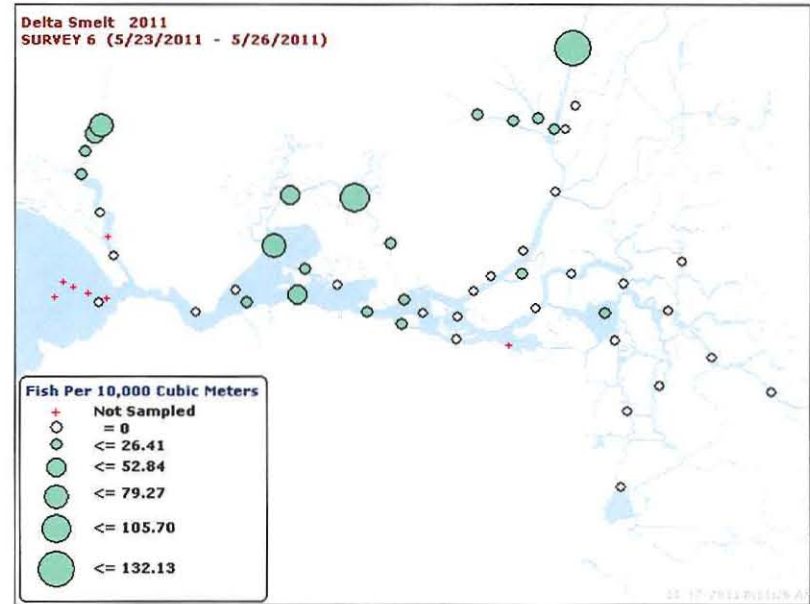 Delta Smelt 2011
SURVEY 6 (5/23/2011 - 5/26/2011)
Fish Per 10,000 Cubic Meters
Not Sampled
= 0
<= 26.41
<= 52.84
<= 79.27
<= 105.70
<= 132.13